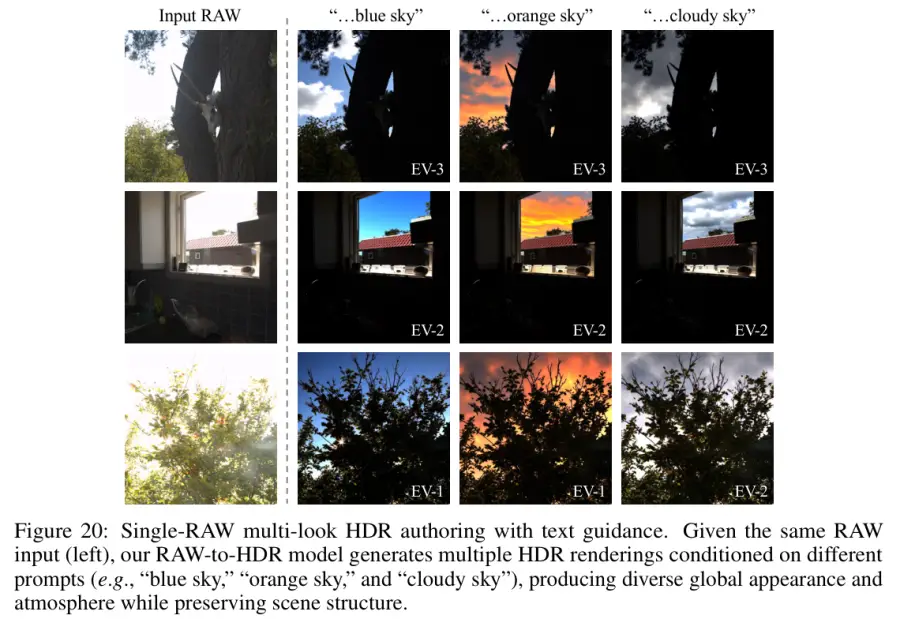 Input RAW
“…blue sky”
“…orange sky”
“…cloudy sky”
EV-3
EV-3
EV-3
EV-2
EV-2
EV-2
EV-1
EV-1
EV-2
Figure 20: Single-RAW multi-look HDR authoring with text guidance. Given the same RAW
input (left), our RAW-to-HDR model generates multiple HDR renderings conditioned on different
prompts (e.g., “blue sky,” “orange sky,” and “cloudy sky”), producing diverse global appearance and
atmosphere while preserving scene structure.